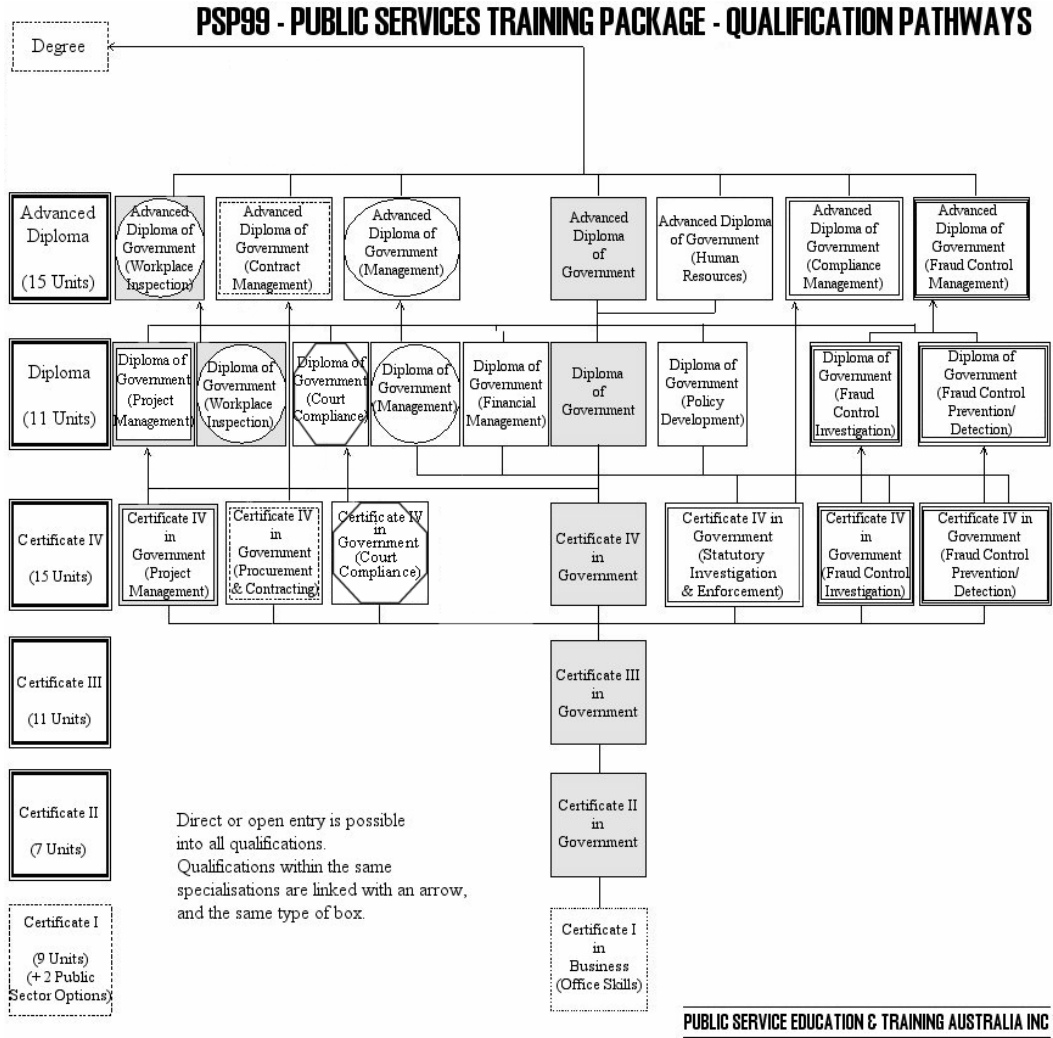 PSP99 - PUBLIC SERVICES TRAINING PACKAGE - QUALIFICATION PATHWAYS
Degree
Advanced
Diploma
(15 Units)
Advanced
Diploma of
Government
(Workplace
Inspection)
Advanced
Diploma of
Government
(Contract
Management)
Advanced
Diploma of
Government
(Management)
Advanced
Diploma
of
Government
Advanced Diploma
of Government
(Human
Resources)
Advanced
Diploma of
Government
(Compliance
Management)
Advanced
Diploma of
Government
(Fraud Control
Management)
Diploma
(11 Units)
Diploma of
Government
(Project
Management)
Diploma of
Government
(Workplace
Inspection)
Diploma of
Government
(Court
Compliance)
Diploma of
Government
(Management)
Diploma of
Government
(Financial
Management)
Diploma
of
Government
Diploma of
Government
(Policy
Development)
Diploma of
Government
(Fraud
Control
Investigation)
Diploma of
Government
(Fraud Control
Prevention/
Detection)
Certificate IV
(15 Units)
Certificate IV
in
Government
(Project
Management)
Certificate IV
in
Government
(Procurement
& Contracting)
Certificate IV
in
Government
(Court
Compliance)
Certificate IV
in
Government
Certificate IV in
Government
(Statutory
Investigation
& Enforcement)
Certificate IV
in
Government
(Fraud Control
Investigation)
Certificate IV in
Government
(Fraud Control
Prevention/
Detection)
Certificate III
(11 Units)
Certificate III
in
Government
Certificate II
(7 Units)
Certificate II
in
Government
Direct or open entry is possible
into all qualifications.
Qualifications within the same
specialisations are linked with an arrow,
and the same type of box.
Certificate I
(9 Units)
(+2 Public
Sector Options)
Certificate I
in
Business
(Office Skills)
PUBLIC SERVICE EDUCATION & TRAINING AUSTRALIA INC